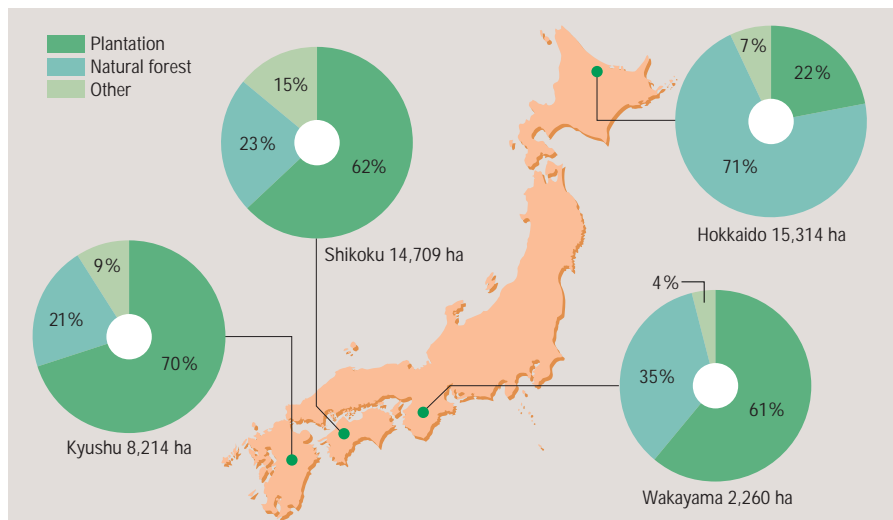 Plantation
Natural forest
Other
15%
23%
62%
Shikoku 14,709 ha
7%
22%
71%
Hokkaido 15,314 ha
9%
21%
70%
Kyushu 8,214 ha
4%
35%
61%
Wakayama 2,260 ha